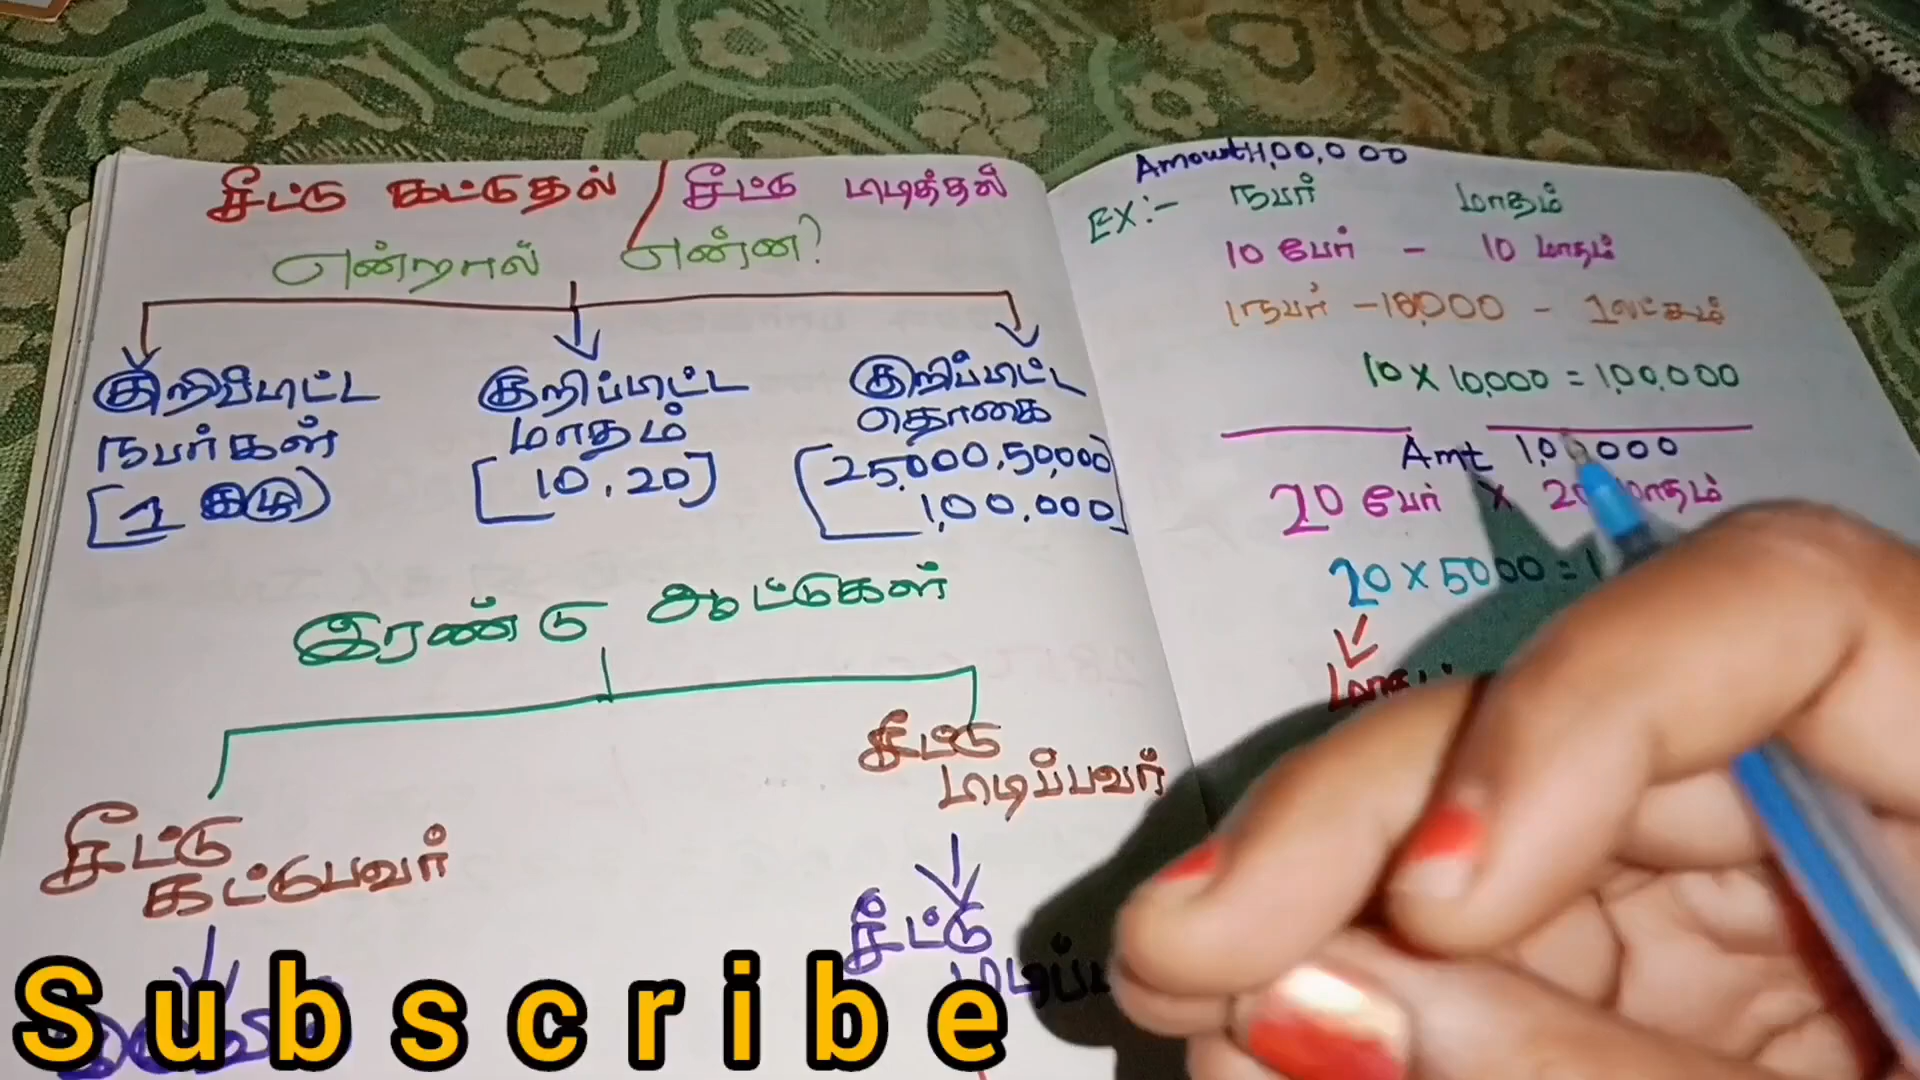 சீட்டு கட்டுதல் / சீட்டு பிடித்தல்
என்றால் என்ன?
குறிப்பிட்ட
நபர்கள்
[1 குழு]
குறிப்பிட்ட
மாதம்
[10, 20]
குறிப்பிட்ட
தொகை
[25,000, 50,000
1,00,000]
இரண்டு ஆட்டுகள்
சீட்டு
கட்டுபவர்
சீட்டு
பிடிப்பவர்
சீட்டு
Amount 1,00,000
EX:- நபர் மாதம்
10 பேர் - 10 மாதம்
1 நபர் - 10,000 - 1 லட்சம்
10 x 10,000 = 1,00,000
Amt 1,00,000
20 பேர் x 20 மாதம்
20 x 5000 = 1
Subscribe